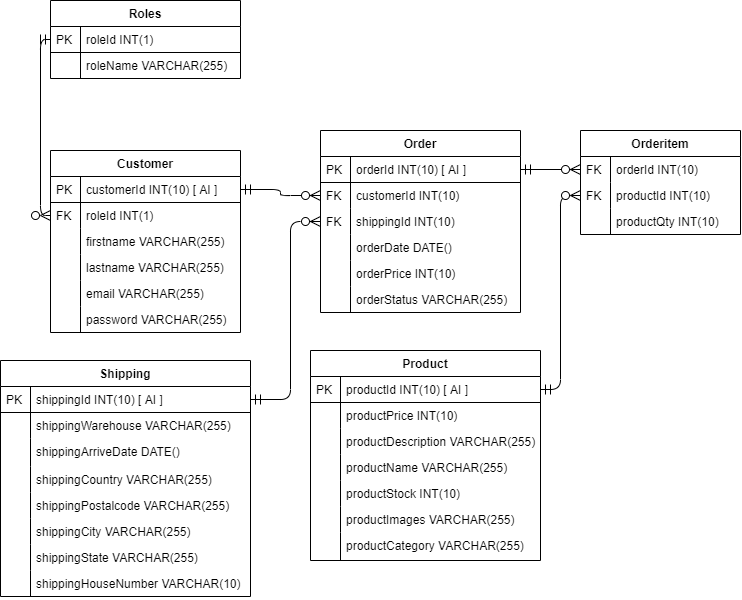 Roles
PK roleId INT(1)
roleName VARCHAR(255)
Customer
PK customerId INT(10) [ AI ]
FK roleId INT(1)
firstname VARCHAR(255)
lastname VARCHAR(255)
email VARCHAR(255)
password VARCHAR(255)
Order
PK orderId INT(10) [ AI ]
FK customerId INT(10)
FK shippingId INT(10)
orderDate DATE()
orderPrice INT(10)
orderStatus VARCHAR(255)
Orderitem
FK orderId INT(10)
FK productId INT(10)
productQty INT(10)
Shipping
PK shippingId INT(10) [ AI ]
shippingWarehouse VARCHAR(255)
shippingArriveDate DATE()
shippingCountry VARCHAR(255)
shippingPostalcode VARCHAR(255)
shippingCity VARCHAR(255)
shippingState VARCHAR(255)
shippingHouseNumber VARCHAR(10)
Product
PK productId INT(10) [ AI ]
productPrice INT(10)
productDescription VARCHAR(255)
productName VARCHAR(255)
productStock INT(10)
productImages VARCHAR(255)
productCategory VARCHAR(255)